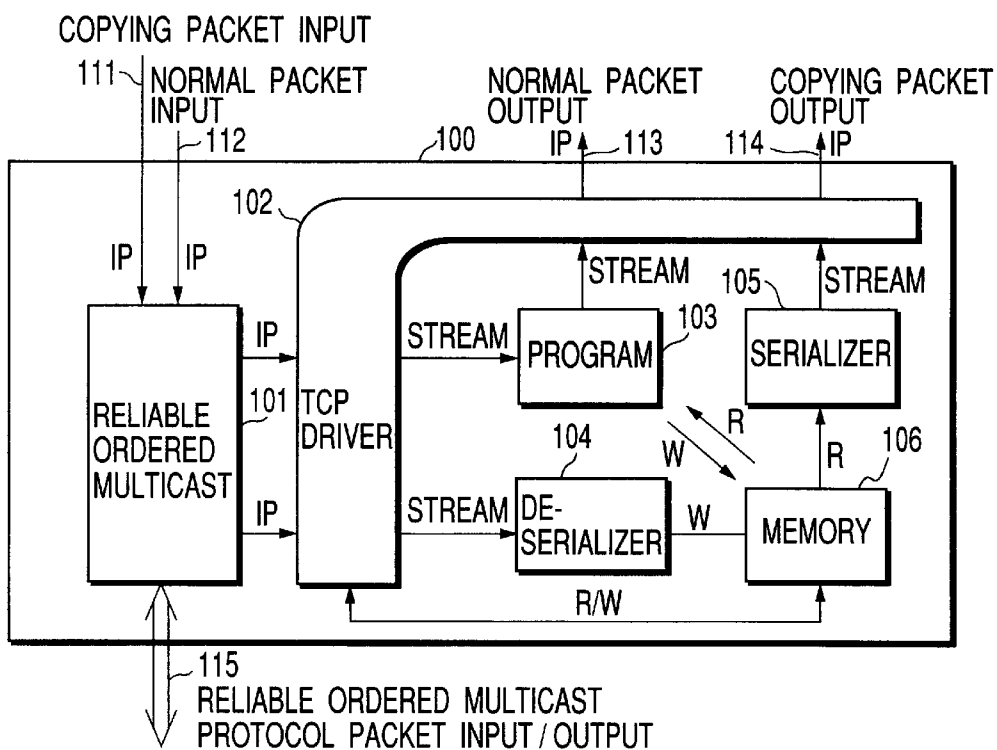 COPYING PACKET INPUT
111
NORMAL PACKET
INPUT
112
NORMAL PACKET
OUTPUT
IP
113
COPYING PACKET
OUTPUT
114
IP
100
102
IP
IP
STREAM
STREAM
105
103
IP
STREAM
PROGRAM
SERIALIZER
RELIABLE
ORDERED
MULTICAST
101
TCP
DRIVER
R
W
R
104
106
IP
STREAM
DE-
SERIALIZER
W
MEMORY
R/W
115
RELIABLE ORDERED MULTICAST
PROTOCOL PACKET INPUT / OUTPUT